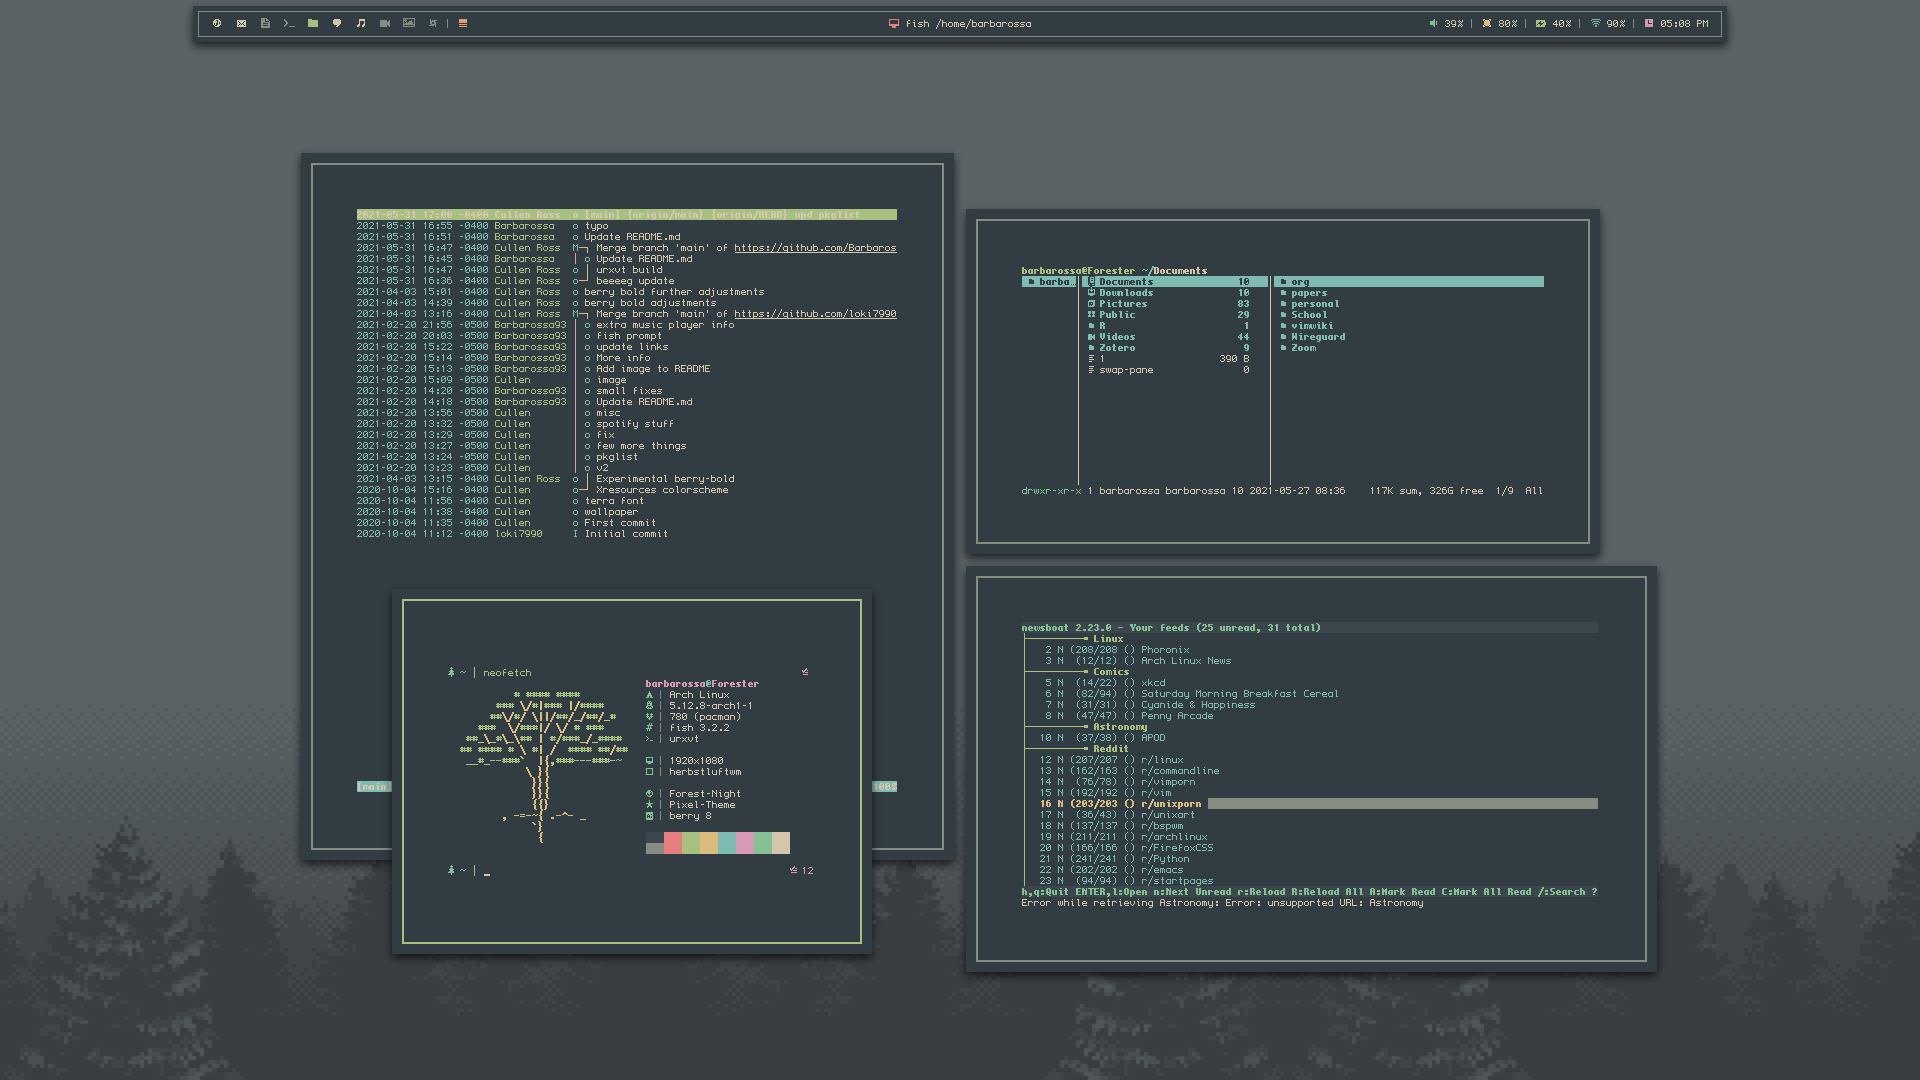 fish /home/barbarossa
39% | 80% | 40% | 90% | 05:08 PM
2021-05-31 17:00 -0400 Cullen Ross o [main] {origin/main} {origin/HEAD} upd pkglist
2021-05-31 16:55 -0400 Barbarossa o typo
2021-05-31 16:51 -0400 Barbarossa o Update README.md
2021-05-31 16:47 -0400 Cullen Ross M─┐ Merge branch 'main' of https://github.com/Barbaros
2021-05-31 16:45 -0400 Barbarossa │ o Update README.md
2021-05-31 16:47 -0400 Cullen Ross o │ urxvt build
2021-05-31 16:36 -0400 Cullen Ross o─┘ beeeeg update
2021-04-03 15:01 -0400 Cullen Ross o berry bold further adjustments
2021-04-03 14:39 -0400 Cullen Ross o berry bold adjustments
2021-04-03 13:16 -0400 Cullen Ross M─┐ Merge branch 'main' of https://github.com/loki7990
2021-02-20 21:56 -0500 Barbarossa93 │ o extra music player info
2021-02-20 20:03 -0500 Barbarossa93 │ o fish prompt
2021-02-20 15:22 -0500 Barbarossa93 │ o update links
2021-02-20 15:14 -0500 Barbarossa93 │ o More info
2021-02-20 15:13 -0500 Barbarossa93 │ o Add image to README
2021-02-20 15:09 -0500 Cullen │ o image
2021-02-20 14:20 -0500 Barbarossa93 │ o small fixes
2021-02-20 14:18 -0500 Barbarossa93 │ o Update README.md
2021-02-20 13:56 -0500 Cullen │ o misc
2021-02-20 13:32 -0500 Cullen │ o spotify stuff
2021-02-20 13:29 -0500 Cullen │ o fix
2021-02-20 13:27 -0500 Cullen │ o few more things
2021-02-20 13:24 -0500 Cullen │ o pkglist
2021-02-20 13:23 -0500 Cullen │ o v2
2021-04-03 13:15 -0400 Cullen Ross o │ Experimental berry-bold
2020-10-04 15:16 -0400 Cullen o─┘ Xresources colorscheme
2020-10-04 11:56 -0400 Cullen o terra font
2020-10-04 11:38 -0400 Cullen o wallpaper
2020-10-04 11:35 -0400 Cullen o First commit
2020-10-04 11:12 -0400 loki7990 I Initial commit
[main 100%
~ | neofetch
barbarossa@Forester
| Arch Linux
| 5.12.8-arch1-1
| 780 (pacman)
# | fish 3.2.2
>_ | urxvt
| 1920x1080
| herbstluftwm
| Forest-Night
| Pixel-Theme
| berry 8
~ | _ 12
barbarossa@Forester ~/Documents
barba… Documents 10 org
Downloads 10 papers
Pictures 83 personal
Public 29 School
R 1 vimwiki
Videos 44 Wireguard
Zotero 9 Zoom
1 390 B
swap-pane 0
drwxr-xr-x 1 barbarossa barbarossa 10 2021-05-27 08:36 117K sum, 326G free 1/9 All
newsboat 2.23.0 - Your feeds (25 unread, 31 total)
Linux
2 N (208/208 () Phoronix
3 N (12/12) () Arch Linux News
Comics
5 N (14/22) () xkcd
6 N (82/94) () Saturday Morning Breakfast Cereal
7 N (31/31) () Cyanide & Happiness
8 N (47/47) () Penny Arcade
Astronomy
10 N (37/38) () APOD
Reddit
12 N (207/207 () r/linux
13 N (162/163 () r/commandline
14 N (76/78) () r/vimporn
15 N (192/192 () r/vim
16 N (203/203 () r/unixporn
17 N (36/43) () r/unixart
18 N (137/137 () r/bspwm
19 N (211/211 () r/archlinux
20 N (166/166 () r/FirefoxCSS
21 N (241/241 () r/Python
22 N (202/202 () r/emacs
23 N (94/94) () r/startpages
h,q:Quit ENTER,l:Open n:Next Unread r:Reload R:Reload All A:Mark Read C:Mark All Read /:Search ?
Error while retrieving Astronomy: Error: unsupported URL: Astronomy